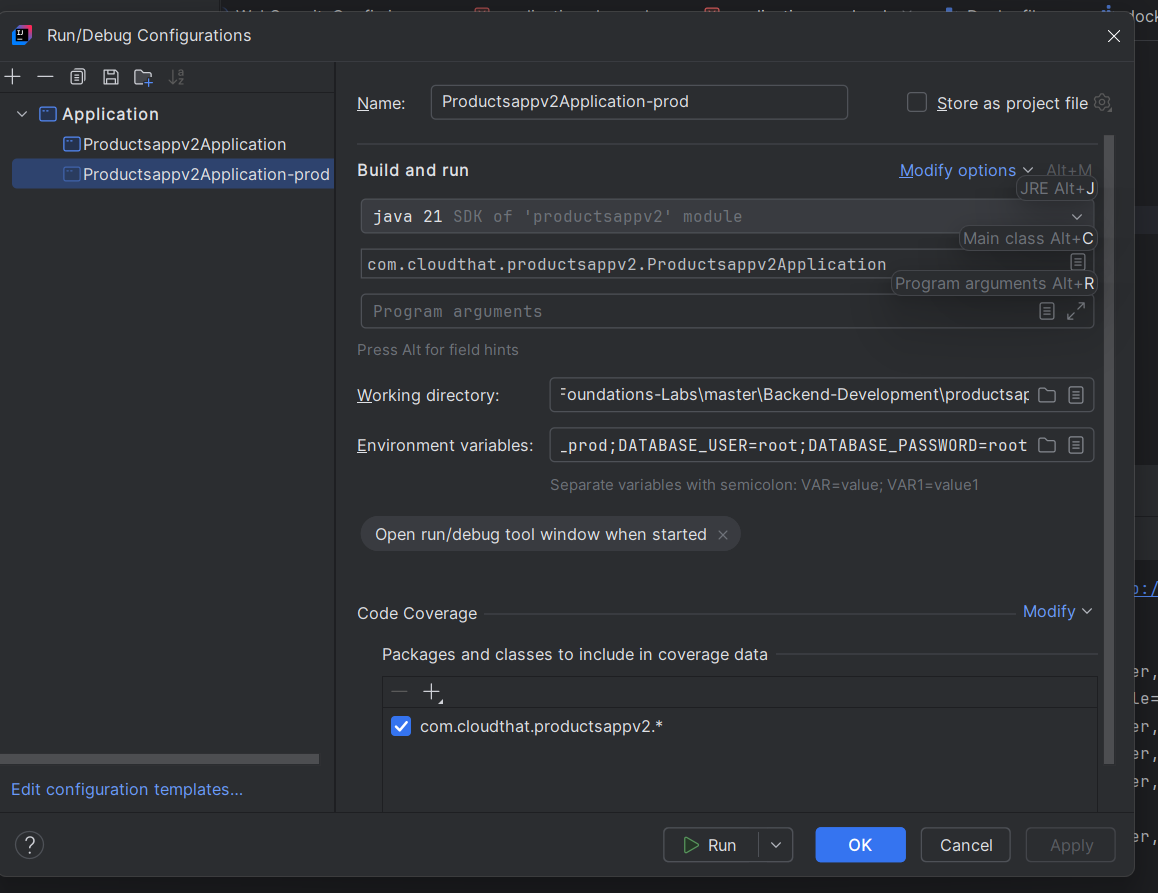 Run/Debug Configurations
Application
Productsappv2Application
Productsappv2Application-prod
Edit configuration templates...
Name:
Productsappv2Application-prod
Store as project file
Build and run
Modify options
Alt+M
JRE Alt+J
java 21 SDK of 'productsappv2' module
Main class Alt+C
com.cloudthat.productsappv2.Productsappv2Application
Program arguments Alt+R
Program arguments
Press Alt for field hints
Working directory:
Foundations-Labs\master\Backend-Development\productsap
Environment variables:
_prod;DATABASE_USER=root;DATABASE_PASSWORD=root
Separate variables with semicolon: VAR=value; VAR1=value1
Open run/debug tool window when started
Code Coverage
Modify
Packages and classes to include in coverage data
com.cloudthat.productsappv2.*
?
Run
OK
Cancel
Apply